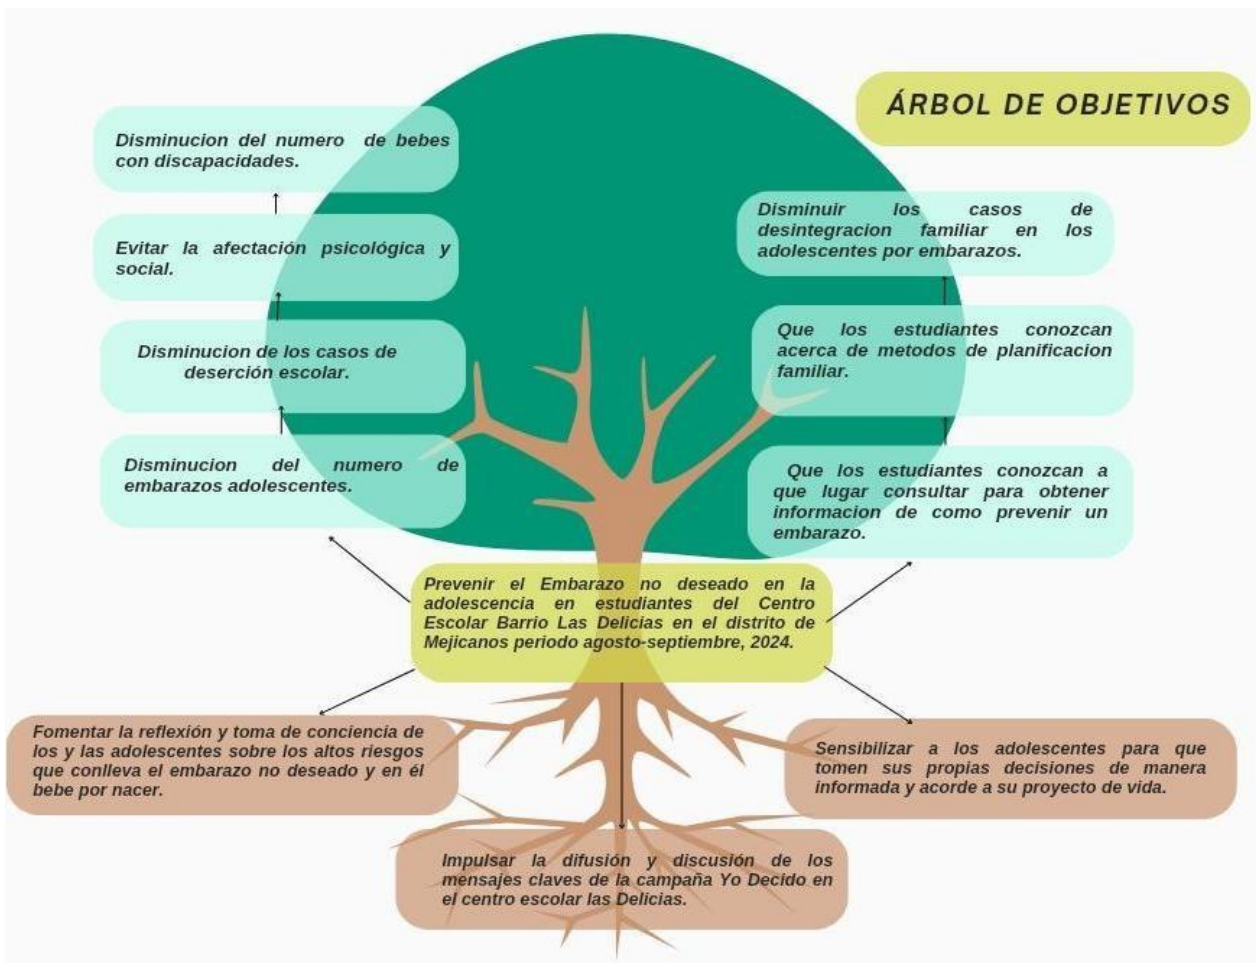 ÁRBOL DE OBJETIVOS
Disminucion del numero de bebes
con discapacidades.
Evitar la afectación psicológica y
social.
Disminucion de los casos de
deserción escolar.
Disminucion del numero de
embarazos adolescentes.
Disminuir los casos de
desintegracion familiar en los
adolescentes por embarazos.
Que los estudiantes conozcan
acerca de metodos de planificacion
familiar.
Que los estudiantes conozcan a
que lugar consultar para obtener
informacion de como prevenir un
embarazo.
Prevenir el Embarazo no deseado en la
adolescencia en estudiantes del Centro
Escolar Barrio Las Delicias en el distrito de
Mejicanos periodo agosto-septiembre, 2024.
Fomentar la reflexión y toma de conciencia de
los y las adolescentes sobre los altos riesgos
que conlleva el embarazo no deseado y en él
bebe por nacer.
Sensibilizar a los adolescentes para que
tomen sus propias decisiones de manera
informada y acorde a su proyecto de vida.
Impulsar la difusión y discusión de los
mensajes claves de la campaña Yo Decido en
el centro escolar las Delicias.